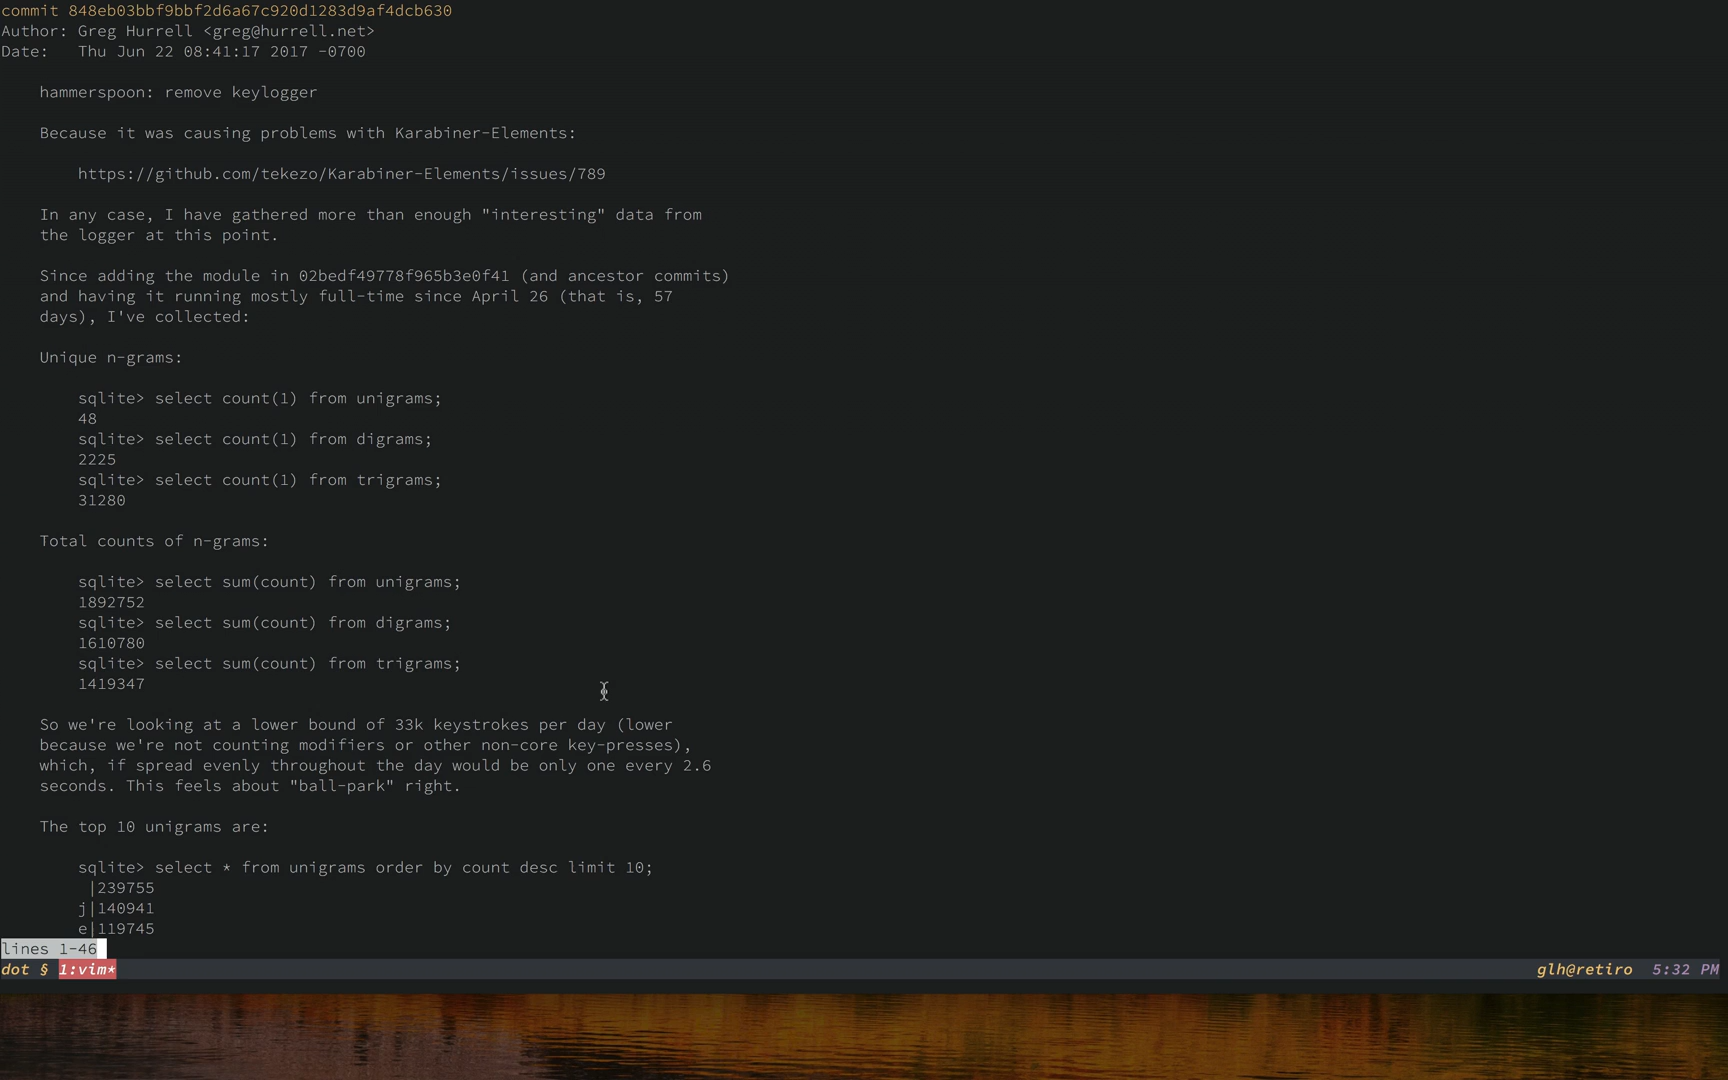 commit 848eb03bbf9bbf2d6a67c920d1283d9af4dcb630
Author: Greg Hurrell <greg@hurrell.net>
Date:   Thu Jun 22 08:41:17 2017 -0700
hammerspoon: remove keylogger
Because it was causing problems with Karabiner-Elements:
https://github.com/tekezo/Karabiner-Elements/issues/789
In any case, I have gathered more than enough "interesting" data from
the logger at this point.
Since adding the module in 02bedf49778f965b3e0f41 (and ancestor commits)
and having it running mostly full-time since April 26 (that is, 57
days), I've collected:
Unique n-grams:
sqlite> select count(1) from unigrams;
48
sqlite> select count(1) from digrams;
2225
sqlite> select count(1) from trigrams;
31280
Total counts of n-grams:
sqlite> select sum(count) from unigrams;
1892752
sqlite> select sum(count) from digrams;
1610780
sqlite> select sum(count) from trigrams;
1419347
So we're looking at a lower bound of 33k keystrokes per day (lower
because we're not counting modifiers or other non-core key-presses),
which, if spread evenly throughout the day would be only one every 2.6
seconds. This feels about "ball-park" right.
The top 10 unigrams are:
sqlite> select * from unigrams order by count desc limit 10;
 |239755
j|140941
e|119745
lines 1-46
dot § 1:vim* glh@retiro 5:32 PM